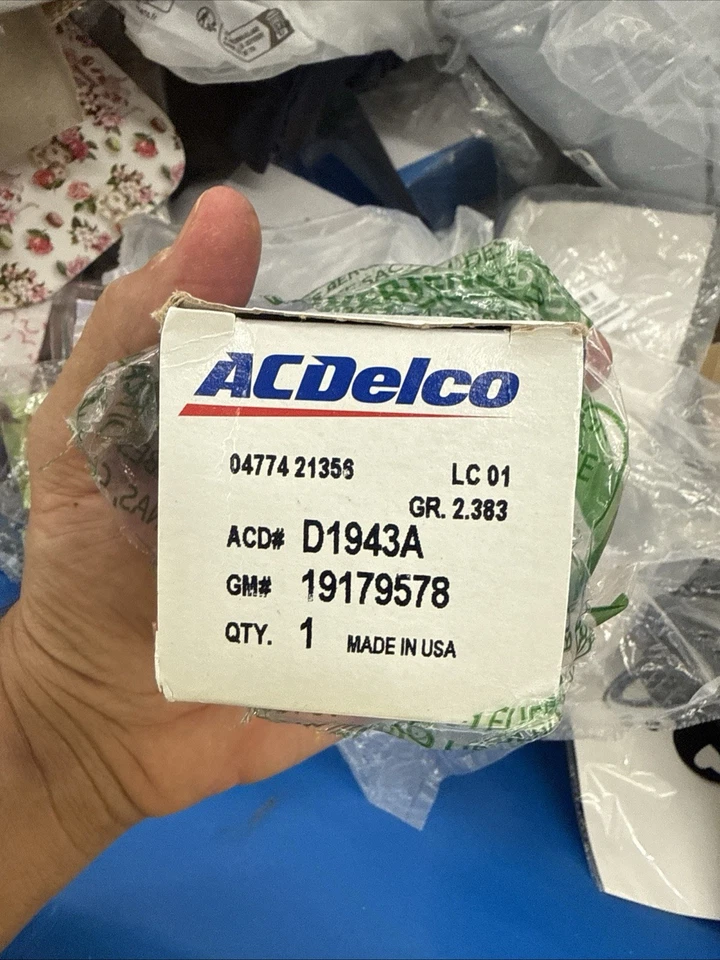 ACDelco
04774 21356 LC 01
GR. 2.383
ACD# D1943A
GM# 19179578
QTY. 1 MADE IN USA